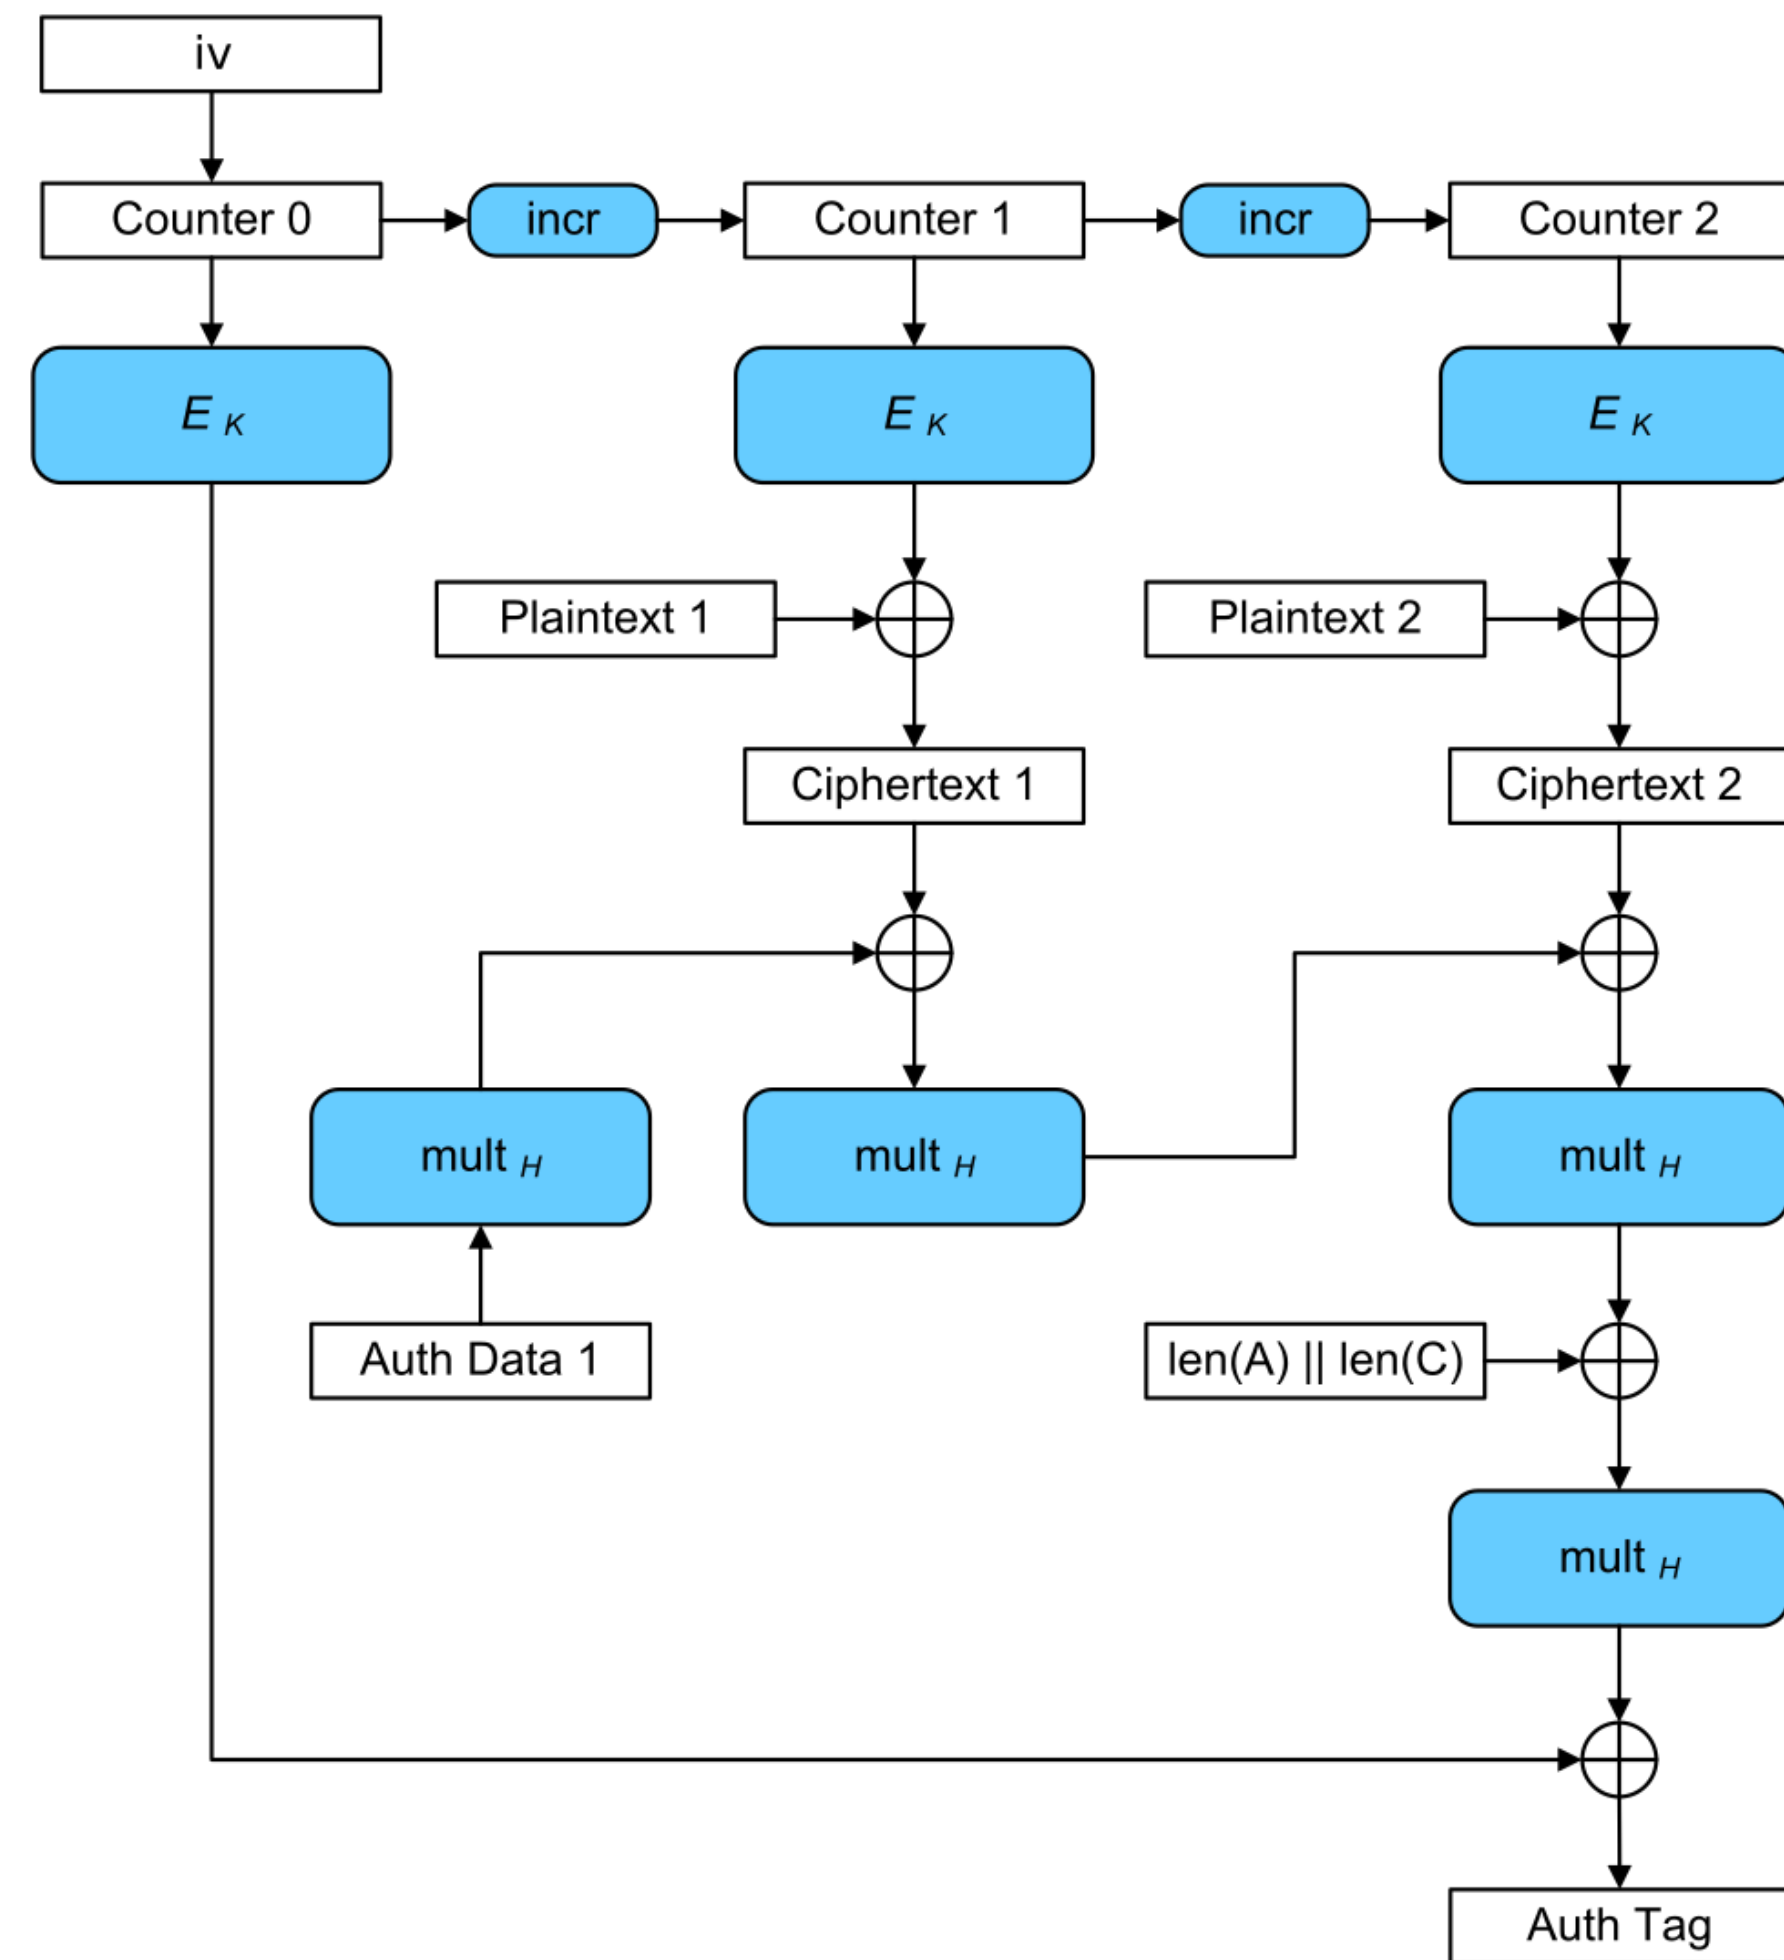 iv
Counter 0
incr
Counter 1
incr
Counter 2
E K
E K
E K
Plaintext 1
Plaintext 2
Ciphertext 1
Ciphertext 2
mult H
mult H
mult H
Auth Data 1
len(A) || len(C)
mult H
Auth Tag